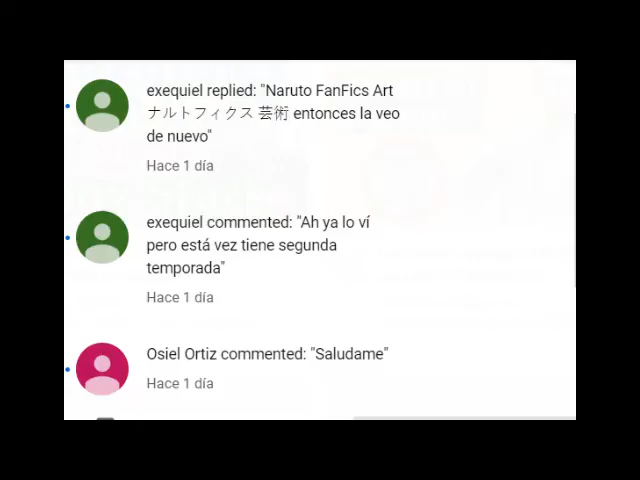 exequiel replied: "Naruto FanFics Art
ナルトフィクス 芸術 entonces la veo
de nuevo"
Hace 1 día
exequiel commented: "Ah ya lo ví
pero está vez tiene segunda
temporada"
Hace 1 día
Osiel Ortiz commented: "Saludame"
Hace 1 día